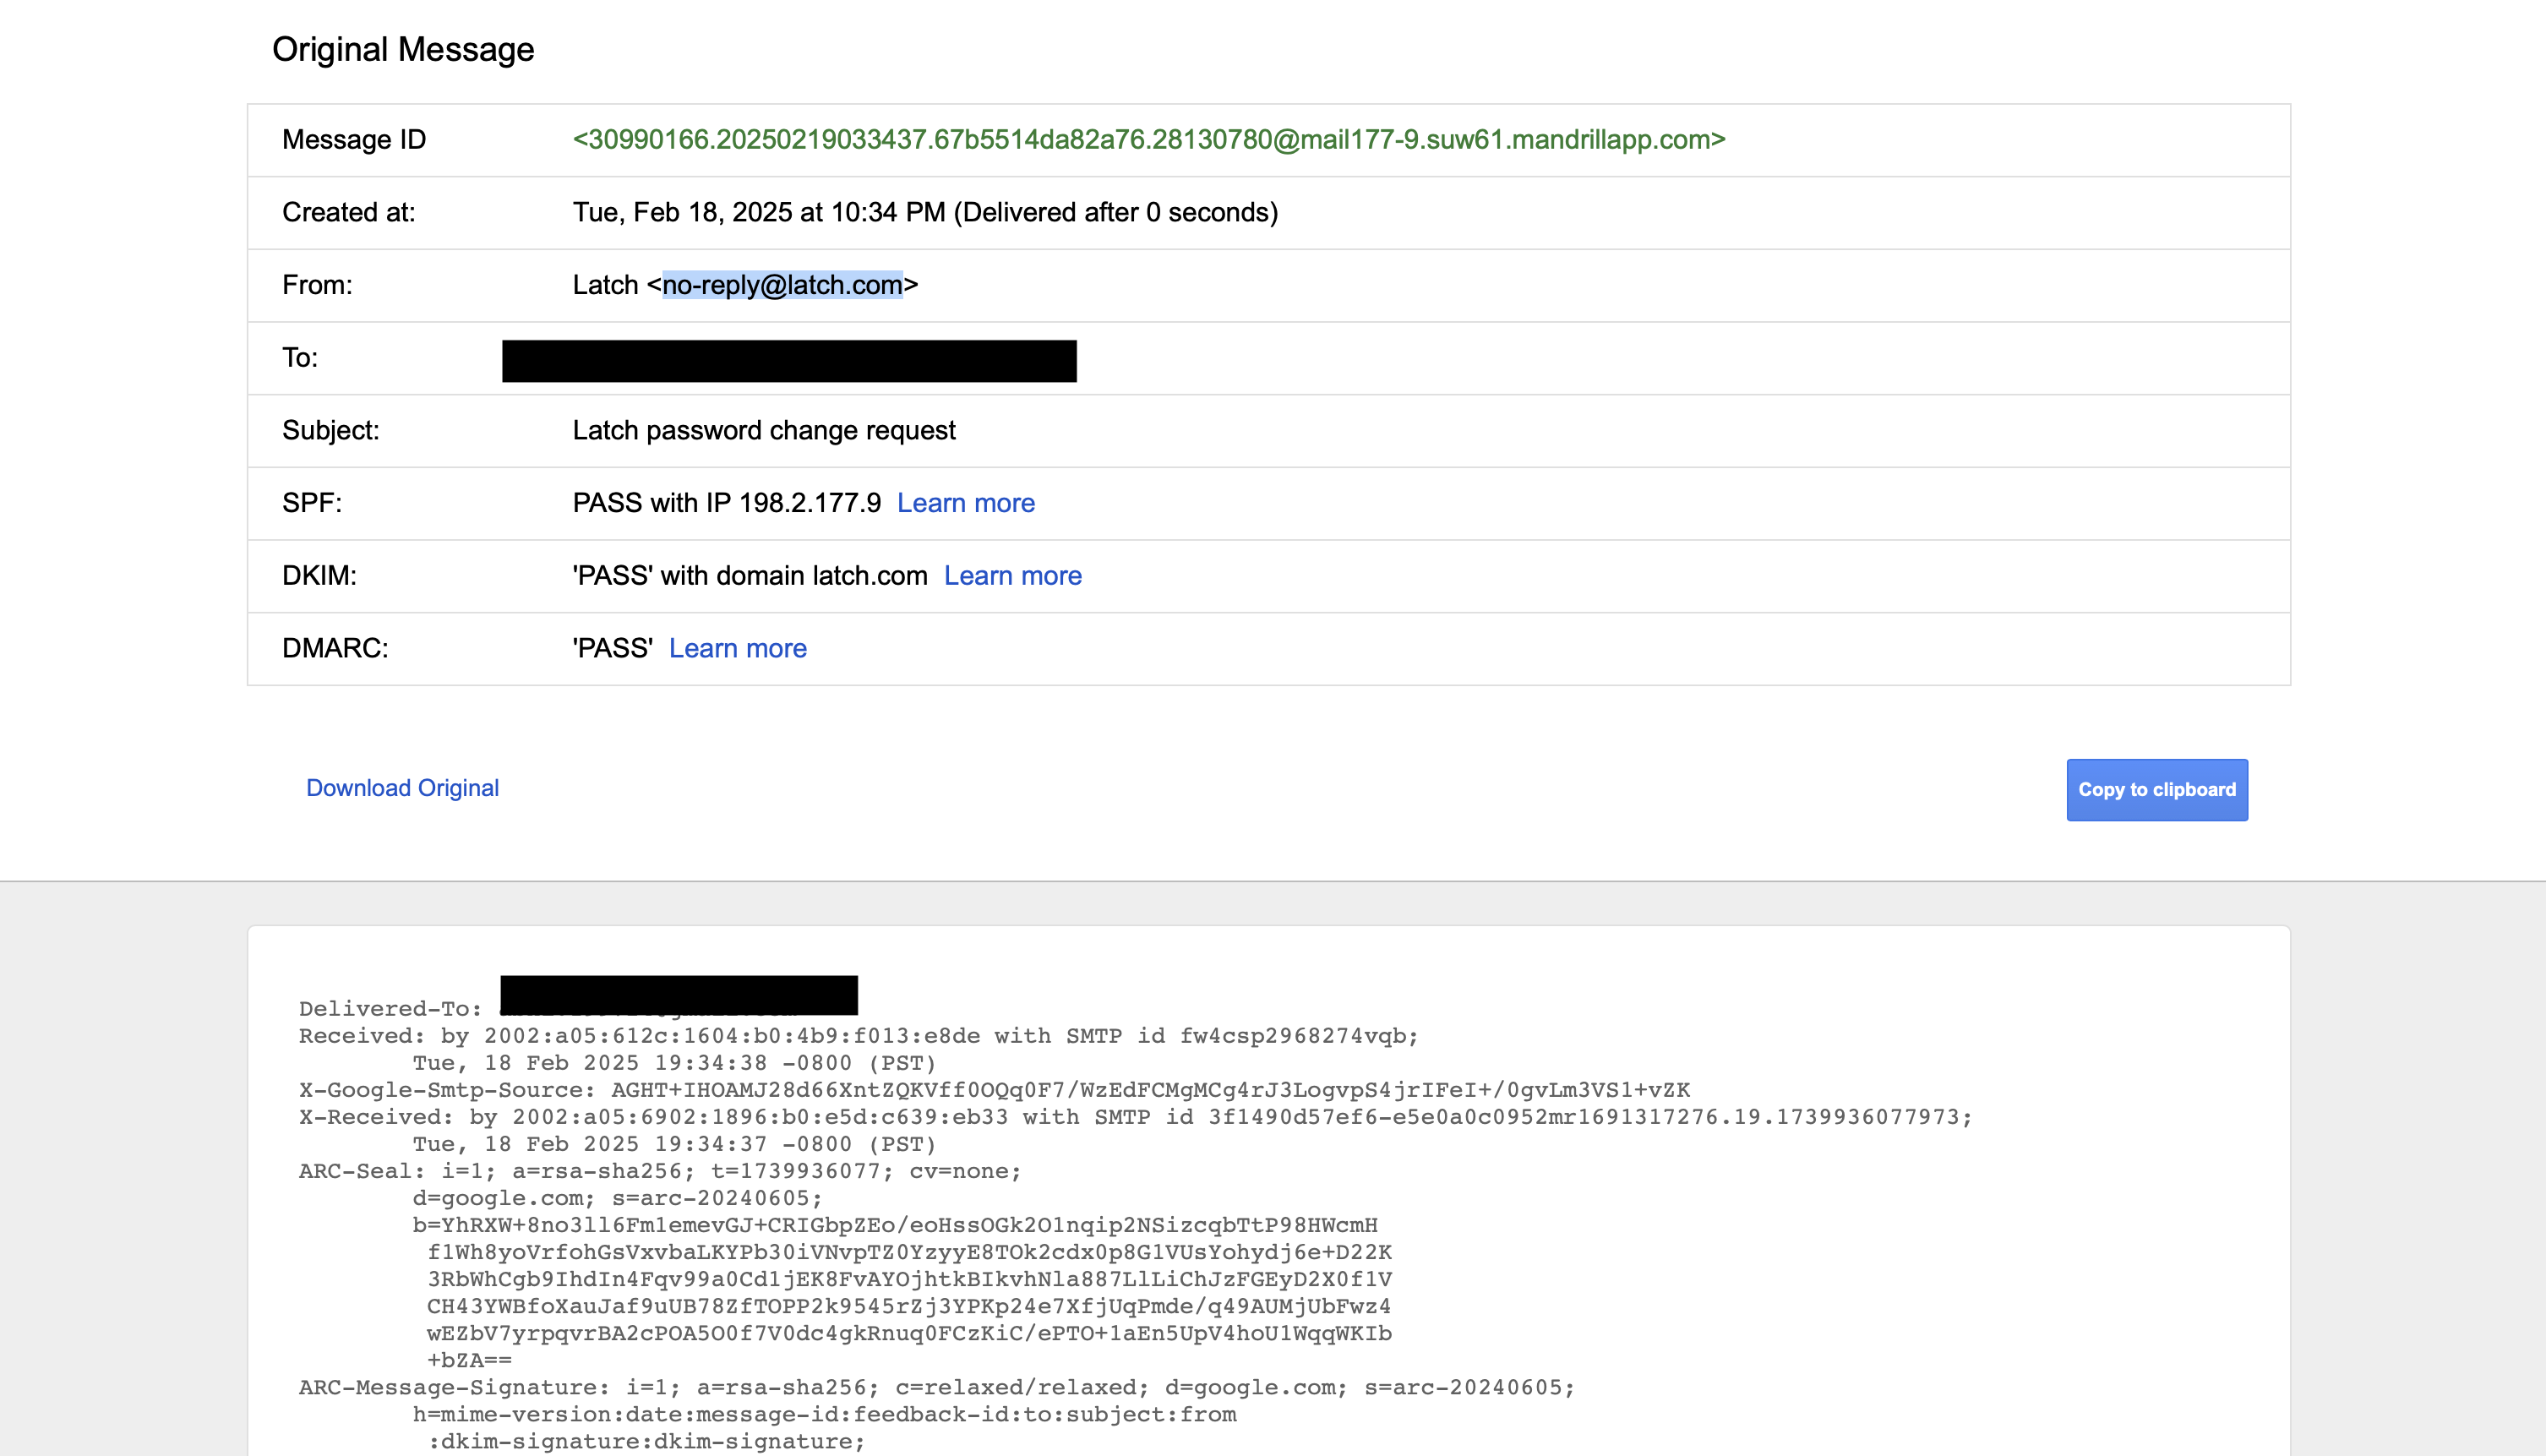 Original Message
Message ID <30990166.20250219033437.67b5514da82a76.28130780@mail177-9.suw61.mandrillapp.com>
Created at: Tue, Feb 18, 2025 at 10:34 PM (Delivered after 0 seconds)
From: Latch <no-reply@latch.com>
To:
Subject: Latch password change request
SPF: PASS with IP 198.2.177.9 Learn more
DKIM: 'PASS' with domain latch.com Learn more
DMARC: 'PASS' Learn more
Download Original
Copy to clipboard
Delivered-To:
Received: by 2002:a05:612c:1604:b0:4b9:f013:e8de with SMTP id fw4csp2968274vqb;
Tue, 18 Feb 2025 19:34:38 -0800 (PST)
X-Google-Smtp-Source: AGHT+IHOAMJ28d66XntZQKVff0OQq0F7/WzEdFCMgMCg4rJ3LogvpS4jrIFeI+/0gvLm3VS1+vZK
X-Received: by 2002:a05:6902:1896:b0:e5d:c639:eb33 with SMTP id 3f1490d57ef6-e5e0a0c0952mr1691317276.19.1739936077973;
Tue, 18 Feb 2025 19:34:37 -0800 (PST)
ARC-Seal: i=1; a=rsa-sha256; t=1739936077; cv=none;
d=google.com; s=arc-20240605;
b=YhRXW+8no3ll6Fm1emevGJ+CRIGbpZEo/eoHssOGk2O1nqip2NSizcqbTtP98HWcmH
f1Wh8yoVrfohGsVxvbaLKYPb30iVNvpTZ0YzyyE8TOk2cdx0p8G1VUsYohydj6e+D22K
3RbWhCgb9IhdIn4Fqv99a0Cd1jEK8FvAYOjhtkBIkvhNla887LlLiChJzFGEyD2X0f1V
CH43YWBfoXauJaf9uUB78ZfTOPP2k9545rZj3YPKp24e7XfjUqPmde/q49AUMjUbFwz4
wEZbV7yrpqvrBA2cPOA5O0f7V0dc4gkRnuq0FCzKiC/ePTO+1aEn5UpV4hoU1WqqWKIb
+bZA==
ARC-Message-Signature: i=1; a=rsa-sha256; c=relaxed/relaxed; d=google.com; s=arc-20240605;
h=mime-version:date:message-id:feedback-id:to:subject:from
:dkim-signature:dkim-signature;